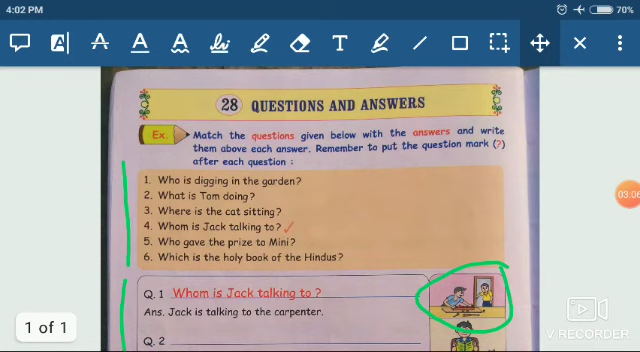 4:02 PM
70%
A
A
A
A
T
28 QUESTIONS AND ANSWERS
Ex.
Match the questions given below with the answers and write
them above each answer. Remember to put the question mark (?)
after each question :
1. Who is digging in the garden?
2. What is Tom doing?
3. Where is the cat sitting?
4. Whom is Jack talking to?
5. Who gave the prize to Mini?
6. Which is the holy book of the Hindus?
03:06
Q. 1 Whom is Jack talking to ?
Ans. Jack is talking to the carpenter.
Q. 2
1 of 1
V RECORDER